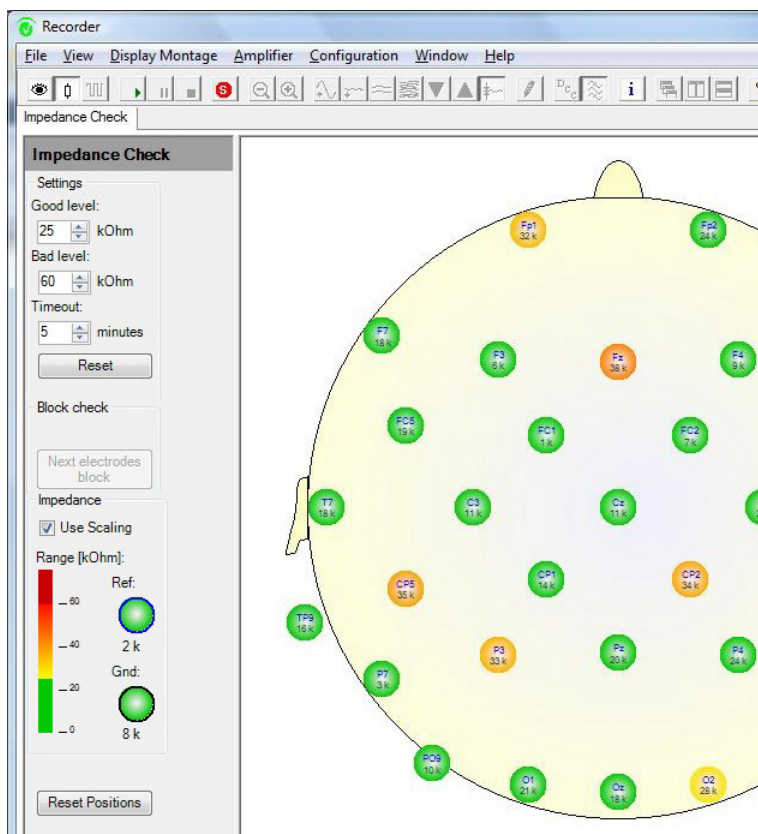 Recorder
File View Display Montage Amplifier Configuration Window Help
S DCC i
Impedance Check
Impedance Check
Settings
Good level:
25 kOhm
Bad level:
60 kOhm
Timeout:
5 minutes
Reset
Block check
Next electrodes
block
Impedance
Use Scaling
Range [kOhm]:
60
40
20
0
Ref:
2 k
Gnd:
8 k
Reset Positions
Fp1
32 k
Fp2
24 k
F7
18 k
F3
6 k
Fz
38 k
F4
9 k
FC5
19 k
FC1
1 k
FC2
7 k
T7
18 k
C3
11 k
Cz
11 k
CP5
35 k
CP1
14 k
CP2
34 k
TP9
16 k
P7
3 k
P3
33 k
Pz
20 k
P4
24 k
PO9
10 k
O1
21 k
Oz
18 k
O2
28 k